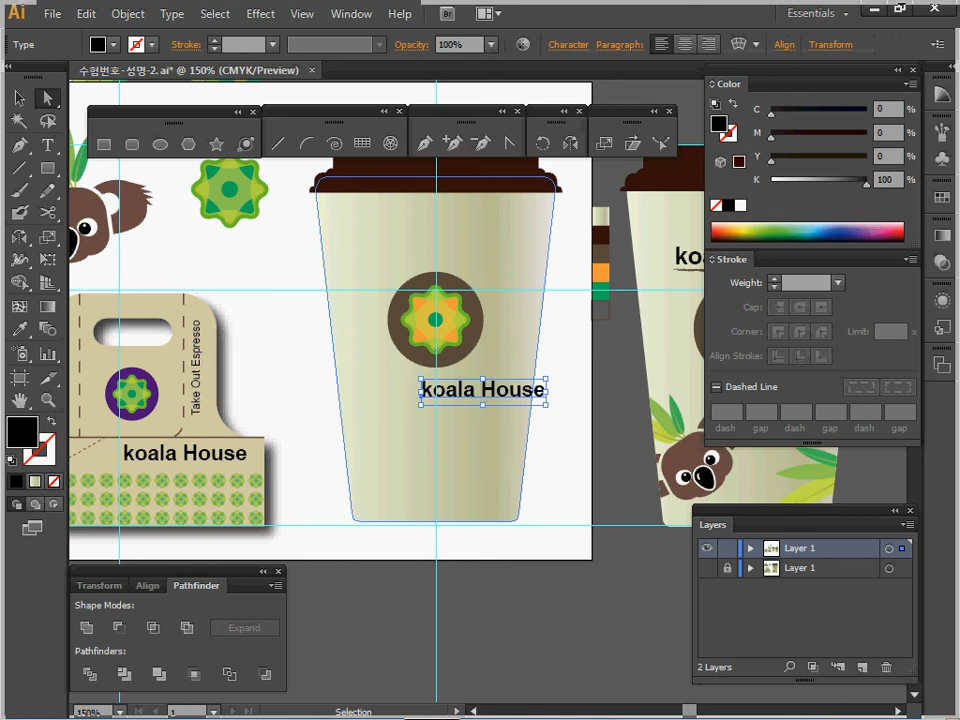 Ai File Edit Object Type Select Effect View Window Help Br Essentials
Type Stroke: Opacity: 100% Character Paragraph: Align Transform
수험번호-성명-2.ai* @ 150% (CMYK/Preview)
Color
C 0 %
M 0 %
Y 0 %
K 100 %
Stroke
Weight:
Cap:
Corner: Limit: x
Align Stroke:
Dashed Line
dash gap dash gap dash gap
Take Out Espresso
koala House
koala House
ko
Layers
Layer 1
Layer 1
2 Layers
Transform Align Pathfinder
Shape Modes:
Expand
Pathfinders:
150% 1 Selection